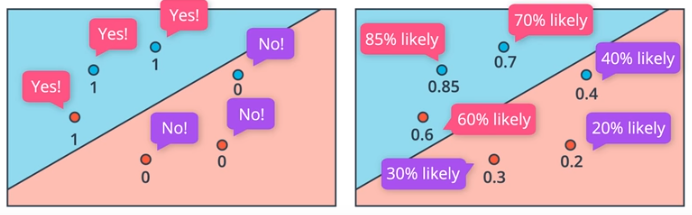 Yes!
Yes!
No!
1
1
0
Yes!
1
No!
No!
0
0
70% likely
85% likely
0.7
40% likely
0.85
0.4
60% likely
0.6
20% likely
0.2
30% likely
0.3